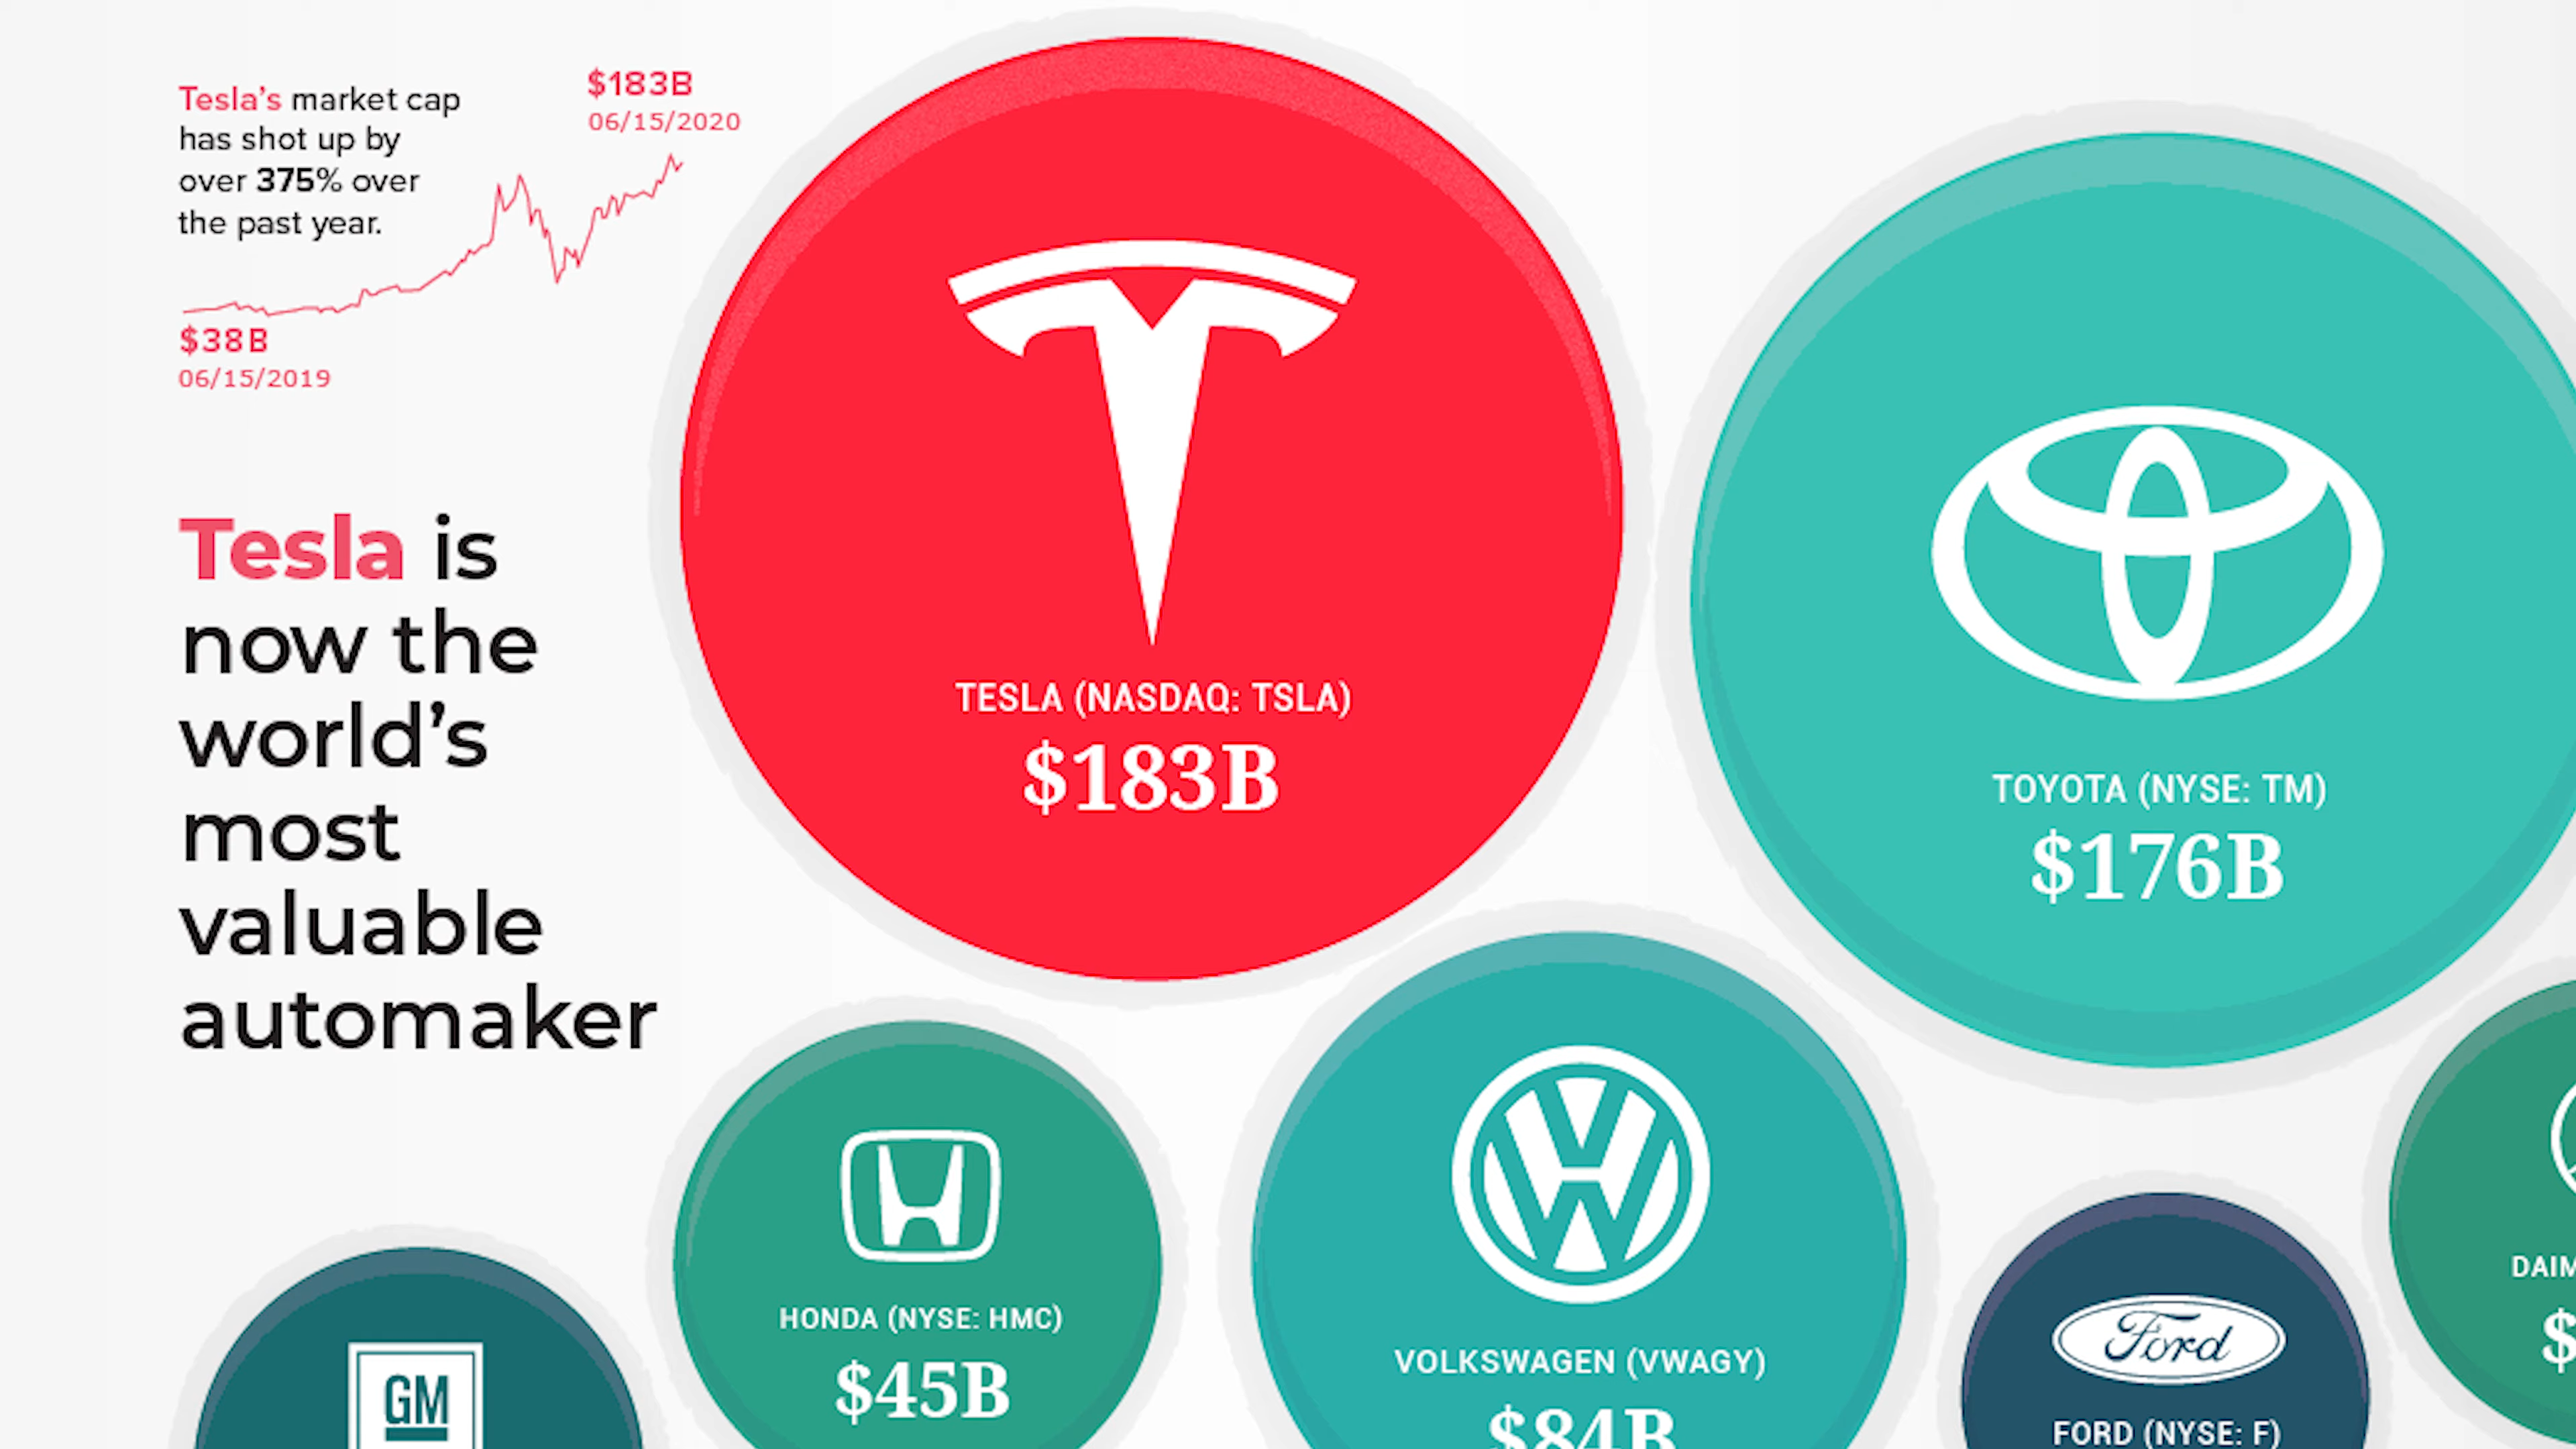 Tesla's market cap
has shot up by
over 375% over
the past year.
$183B
06/15/2020
$38B
06/15/2019
Tesla is
now the
world's
most
valuable
automaker
TESLA (NASDAQ: TSLA)
$183B
TOYOTA (NYSE: TM)
$176B
HONDA (NYSE: HMC)
$45B
VOLKSWAGEN (VWAGY)
$84B
GM
Ford
FORD (NYSE: F)
DAIM
$